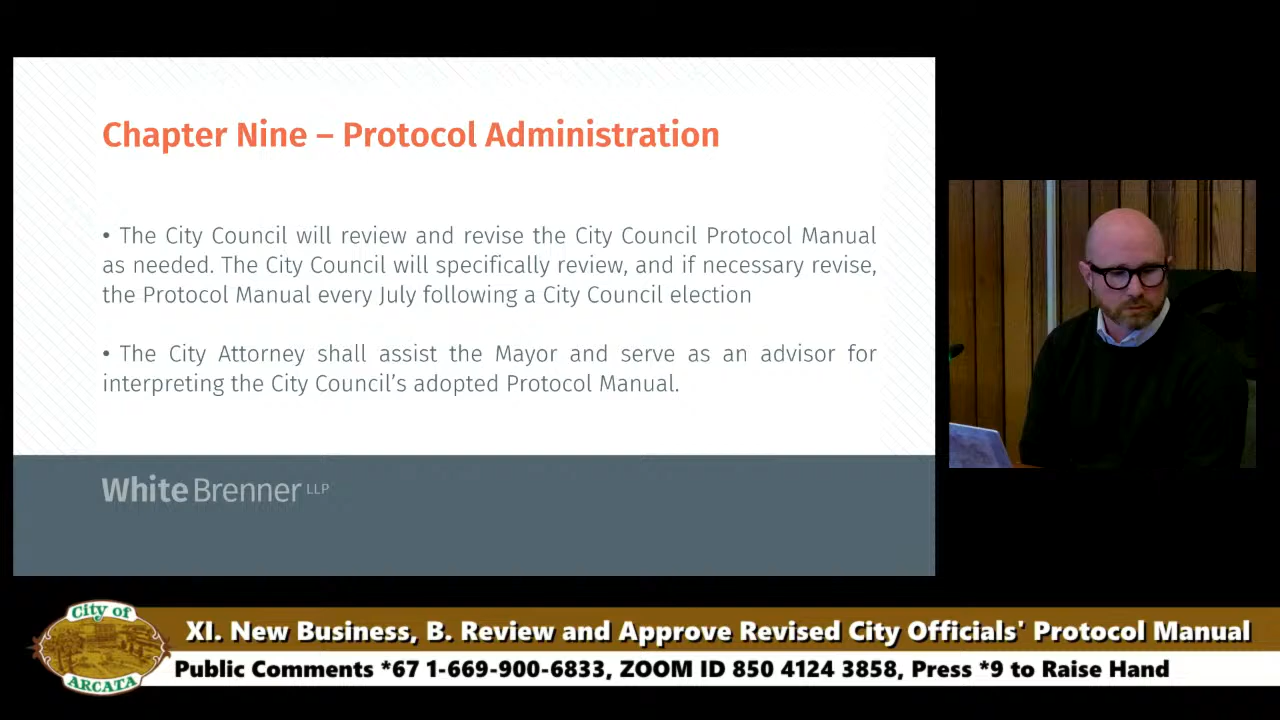 Chapter Nine – Protocol Administration
• The City Council will review and revise the City Council Protocol Manual
as needed. The City Council will specifically review, and if necessary revise,
the Protocol Manual every July following a City Council election
• The City Attorney shall assist the Mayor and serve as an advisor for
interpreting the City Council's adopted Protocol Manual.
WhiteBrenner LLP
City of
ARCATA
XI. New Business, B. Review and Approve Revised City Officials' Protocol Manual
Public Comments *67 1-669-900-6833, ZOOM ID 850 4124 3858, Press *9 to Raise Hand